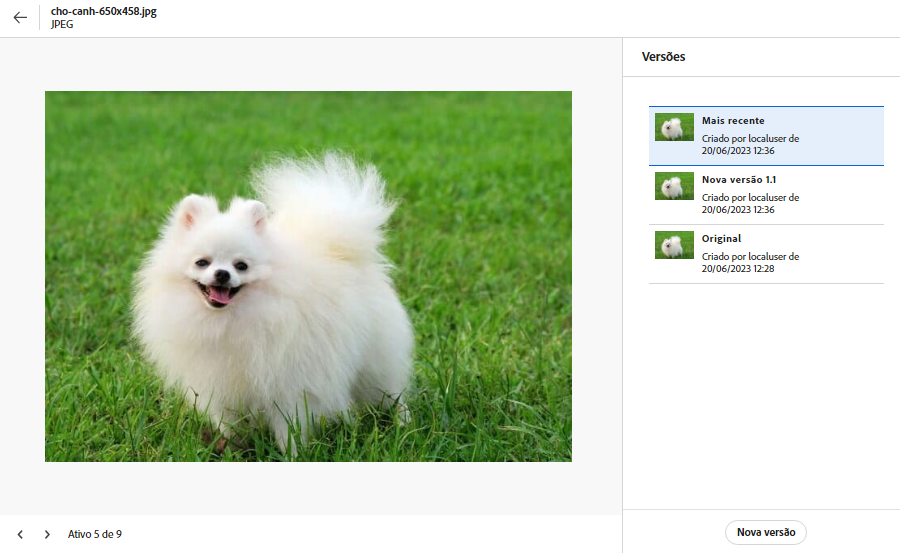 cho-canh-650x458.jpg
JPEG
Versões
Mais recente
Criado por localuser de
20/06/2023 12:36
Nova versão 1.1
Criado por localuser de
20/06/2023 12:36
Original
Criado por localuser de
20/06/2023 12:28
Ativo 5 de 9
Nova versão